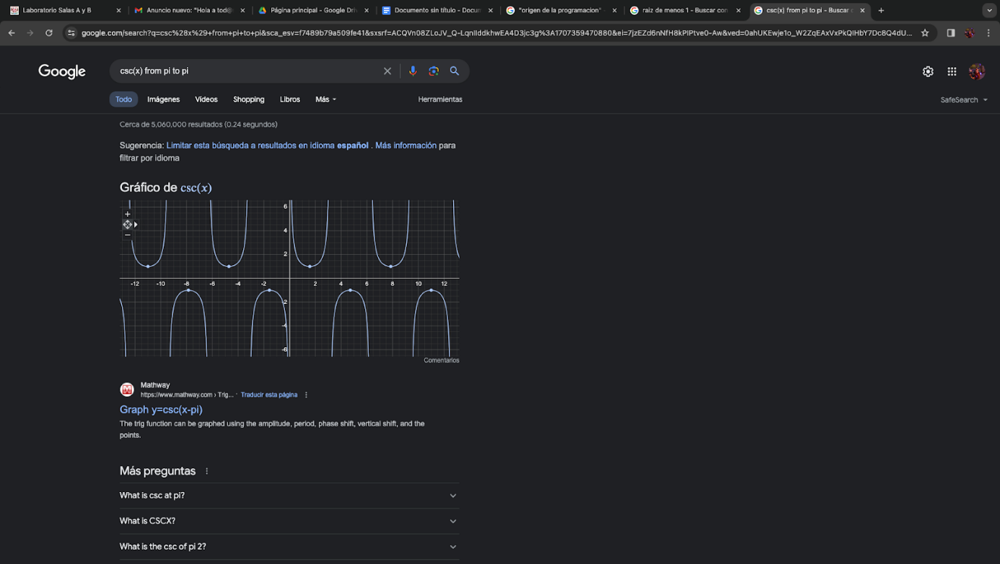 Laboratorio Salas A y B
Anuncio nuevo: "Hola a tod@
Página principal - Google Driv
Documento sin título - Docum
"origen de la programacion" -
raiz de menos 1 - Buscar con
csc(x) from pi to pi - Buscar c
google.com/search?q=csc%28x%29+from+pi+to+pi&sca_esv=f7489b79a509fe41&sxsrf=ACQVn08ZLoJV_Q-LqnIIddkhwEA4D3jc3g%3A1707359470880&ei=7jzEZd6nNfH8kPIPtve0-Aw&ved=0ahUKEwje1o_W2ZqEAxVxPkQIHbY7Dc8Q4dU...
Google
csc(x) from pi to pi
Todo Imágenes Vídeos Shopping Libros Más Herramientas
SafeSearch
Cerca de 5,060,000 resultados (0.24 segundos)
Sugerencia: Limitar esta búsqueda a resultados en idioma español . Más información para
filtrar por idioma
Gráfico de csc(x)
6
4
2
-12 -10 -8 -6 -4 -2 2 4 6 8 10 12
-2
-4
-6
Comentarios
Mathway
https://www.mathway.com › Trig... · Traducir esta página
Graph y=csc(x-pi)
The trig function can be graphed using the amplitude, period, phase shift, vertical shift, and the
points.
Más preguntas
What is csc at pi?
What is CSCX?
What is the csc of pi 2?